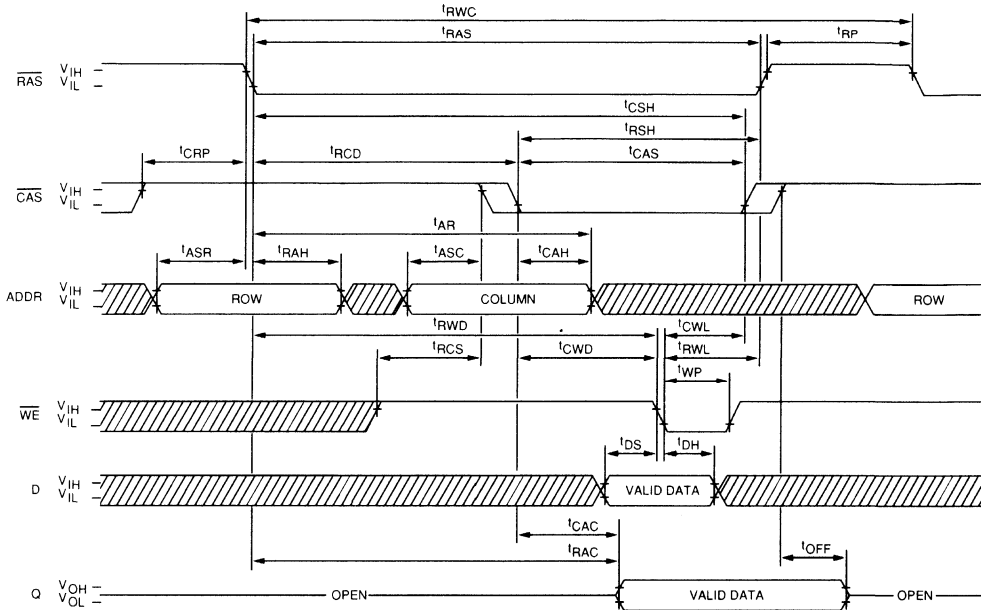 tRWC
tRAS
tRP
RAS
VIH
VIL
tCSH
tRSH
tCRP
tRCD
tCAS
CAS
VIH
VIL
tAR
tASR
tRAH
tASC
tCAH
ADDR
VIH
VIL
ROW
COLUMN
ROW
tRWD
tCWL
tRCS
tCWD
tRWL
tWP
WE
VIH
VIL
tDS
tDH
D
VIH
VIL
VALID DATA
tCAC
tRAC
tOFF
Q
VOH
VOL
OPEN
VALID DATA
OPEN